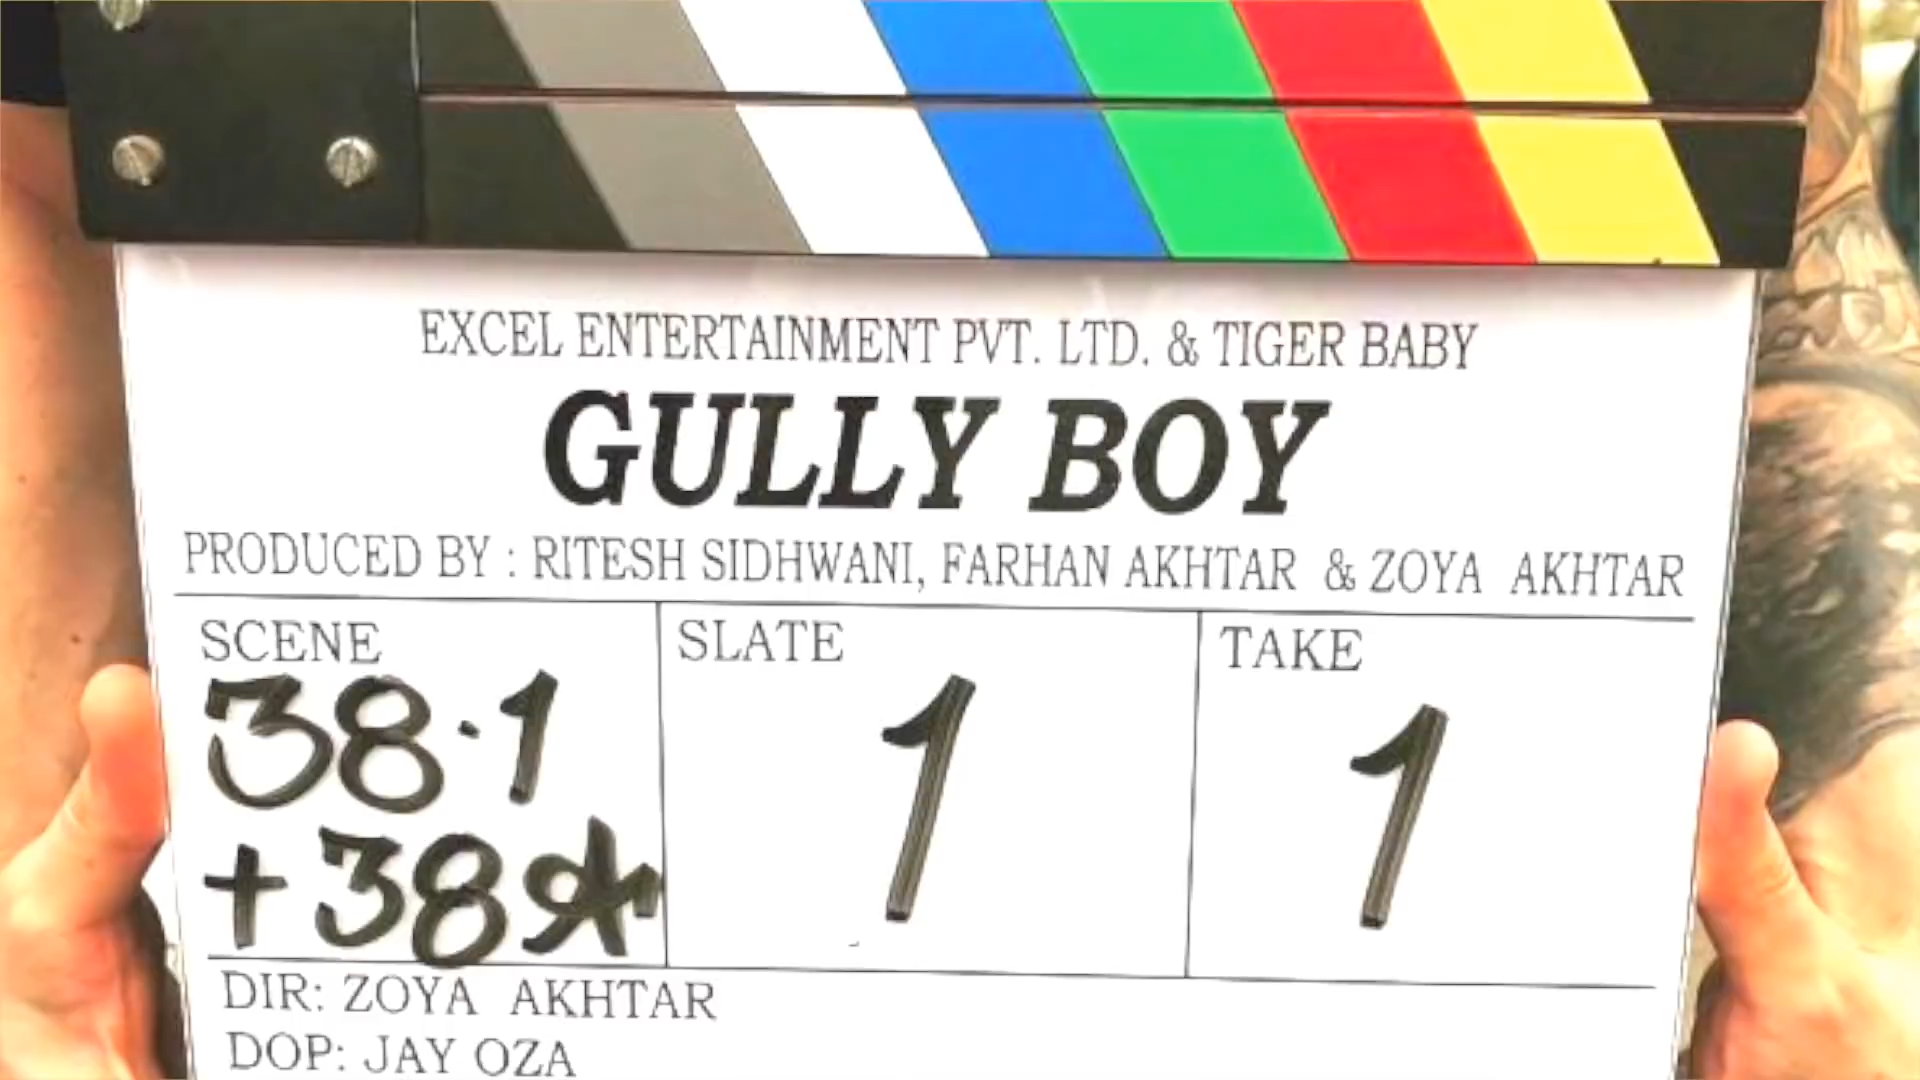 EXCEL ENTERTAINMENT PVT. LTD. & TIGER BABY
GULLY BOY
PRODUCED BY : RITESH SIDHWANI, FARHAN AKHTAR & ZOYA AKHTAR
SCENE
38.1
+38
SLATE
1
TAKE
1
DIR: ZOYA AKHTAR
DOP: JAY OZA